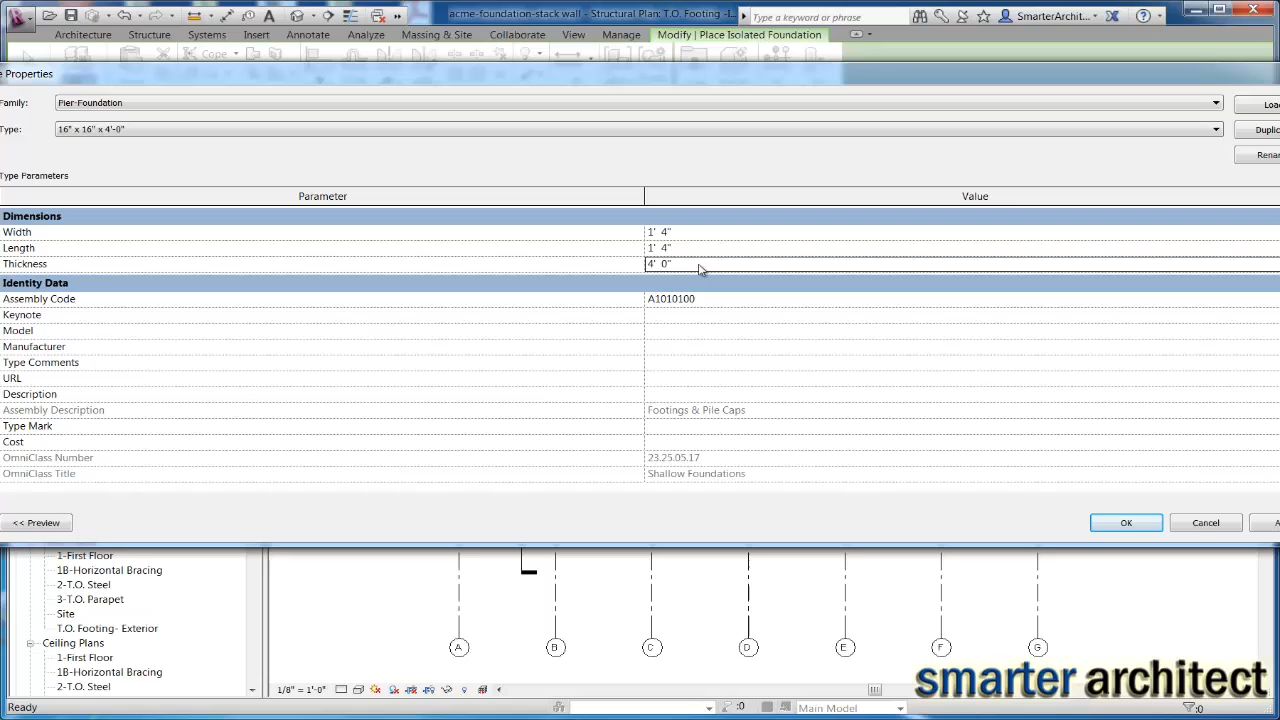 acme-foundation-stack wall - Structural Plan: T.O. Footing -I...
Type a keyword or phrase
SmarterArchit...
Architecture Structure Systems Insert Annotate Analyze Massing & Site Collaborate View Manage Modify | Place Isolated Foundation
Cope
e Properties
Family: Pier-Foundation Loa
Type: 16" x 16" x 4'-0" Duplic
Renar
Type Parameters
Parameter Value
Dimensions
Width 1' 4"
Length 1' 4"
Thickness 4' 0"
Identity Data
Assembly Code A1010100
Keynote
Model
Manufacturer
Type Comments
URL
Description
Assembly Description Footings & Pile Caps
Type Mark
Cost
OmniClass Number 23.25.05.17
OmniClass Title Shallow Foundations
<< Preview OK Cancel A
1-First Floor
1B-Horizontal Bracing
2-T.O. Steel
3-T.O. Parapet
Site
T.O. Footing- Exterior
Ceiling Plans
1-First Floor
1B-Horizontal Bracing
2-T.O. Steel
A B C D E F G
1/8" = 1'-0"
smarter architect
Ready :0 Main Model :0